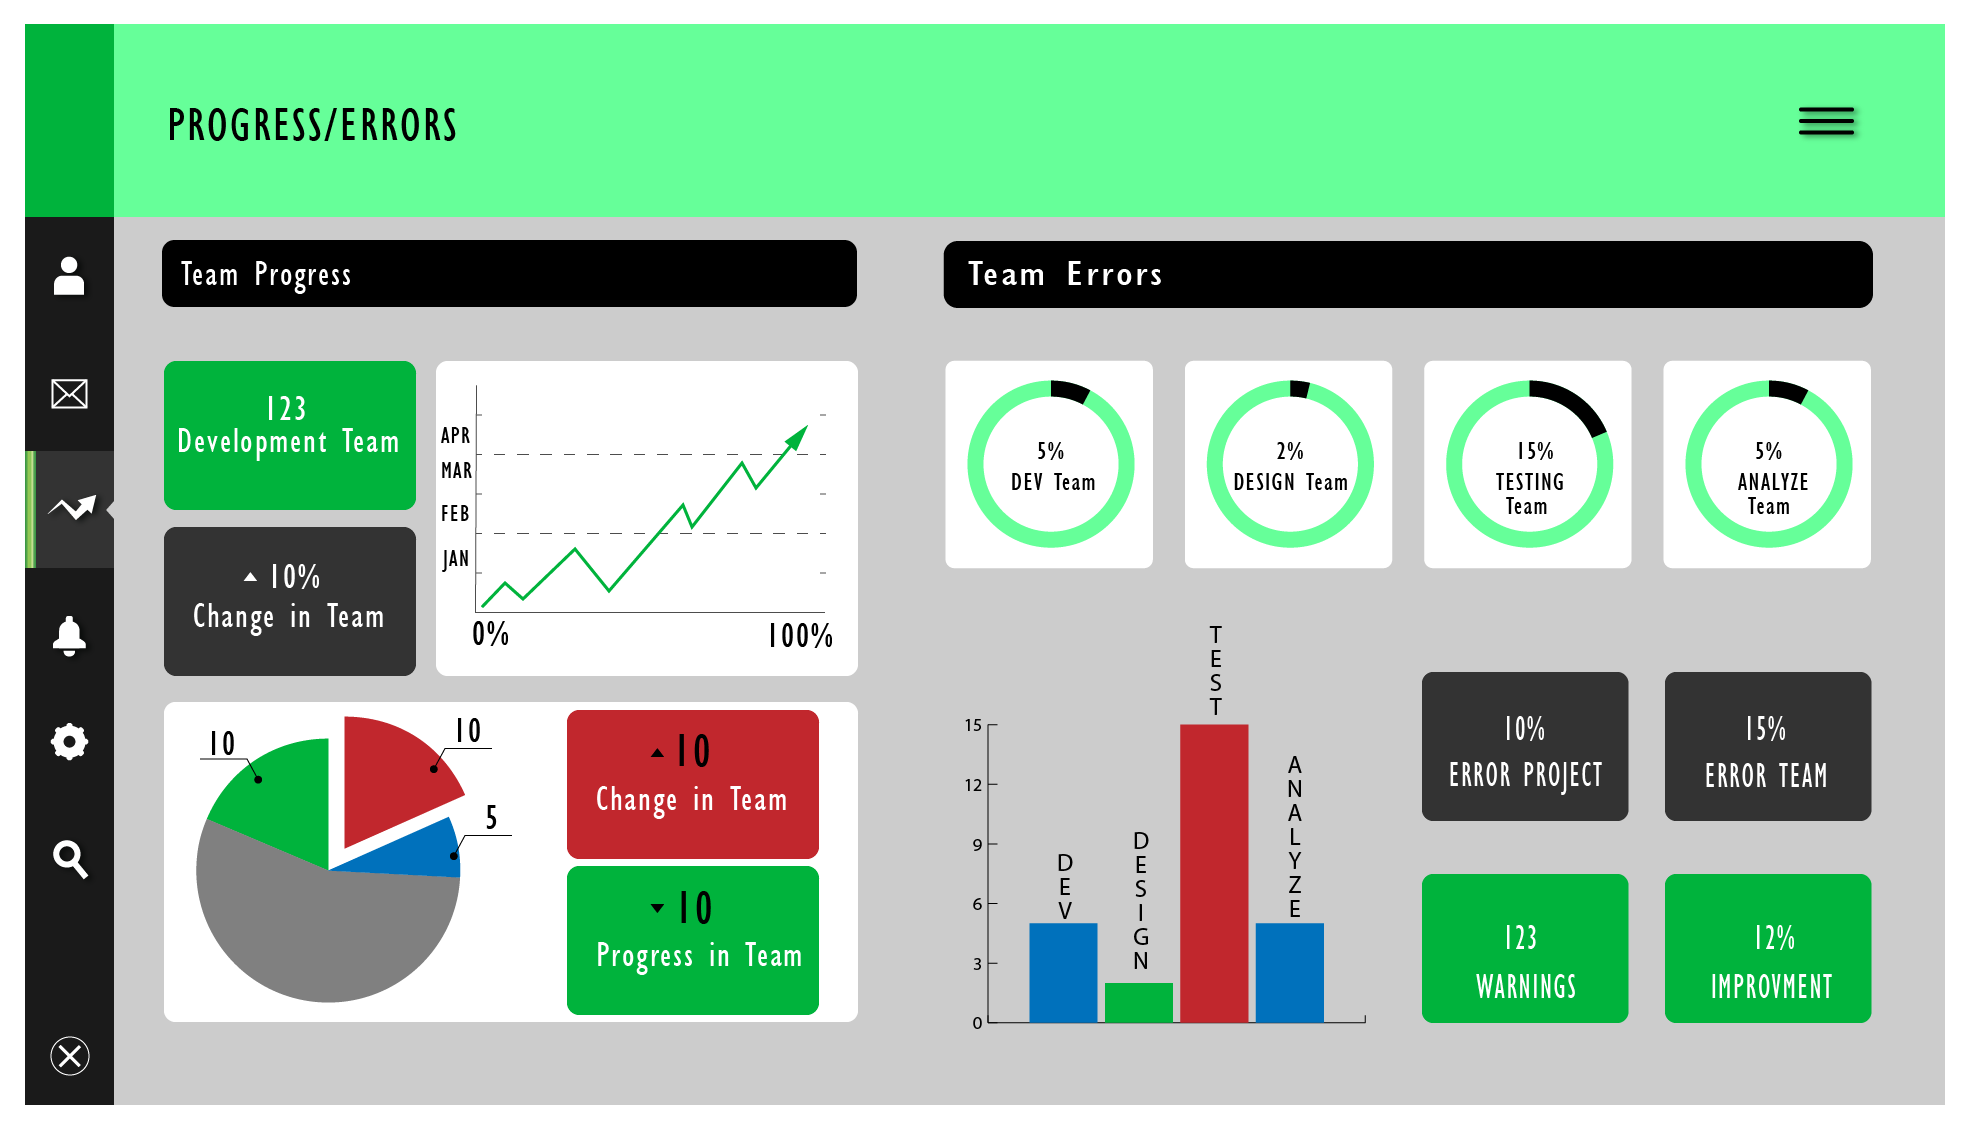 PROGRESS/ERRORS
Team Progress
123
Development Team
10%
Change in Team
APR
MAR
FEB
JAN
0%
100%
10
10
5
10
Change in Team
10
Progress in Team
Team Errors
5%
DEV Team
2%
DESIGN Team
15%
TESTING
Team
5%
ANALYZE
Team
15
12
9
6
3
0
DEV
DESIGN
TEST
ANALYZE
10%
ERROR PROJECT
15%
ERROR TEAM
123
WARNINGS
12%
IMPROVMENT